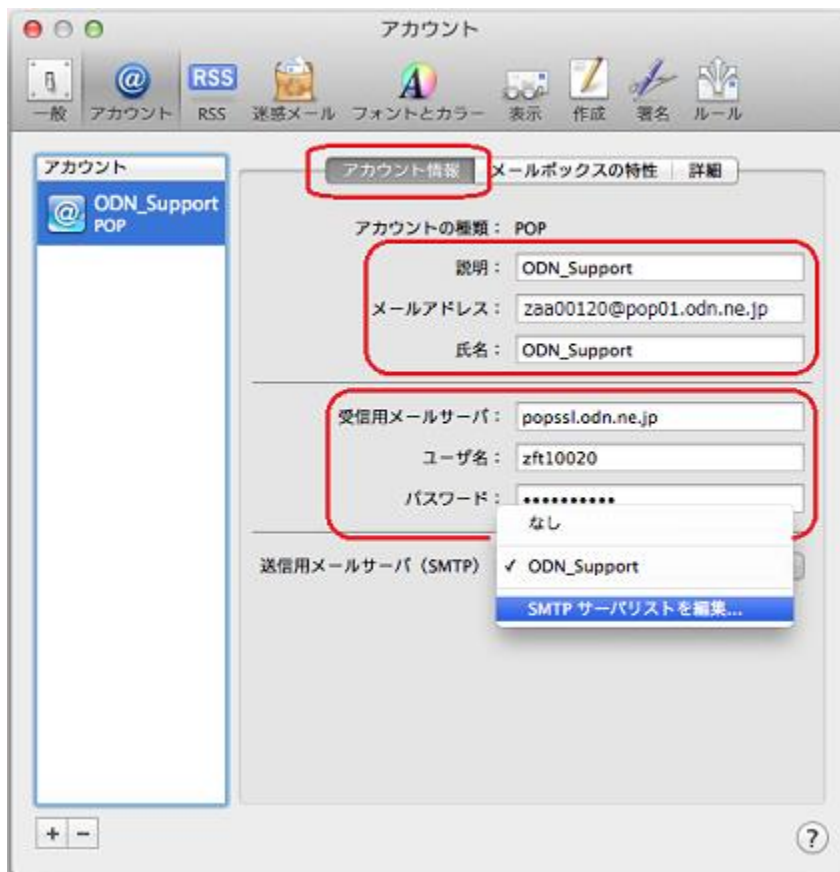 アカウント
RSS
一般 アカウント RSS 迷惑メール フォントとカラー 表示 作成 署名 ルール
アカウント
ODN_Support
POP
アカウント情報 メールボックスの特性 詳細
アカウントの種類： POP
説明： ODN_Support
メールアドレス： zaa00120@pop01.odn.ne.jp
氏名： ODN_Support
受信用メールサーバ： popssl.odn.ne.jp
ユーザ名： zft10020
パスワード： ••••••••••
なし
送信用メールサーバ（SMTP） ✓ ODN_Support
SMTP サーバリストを編集...
+ − ?